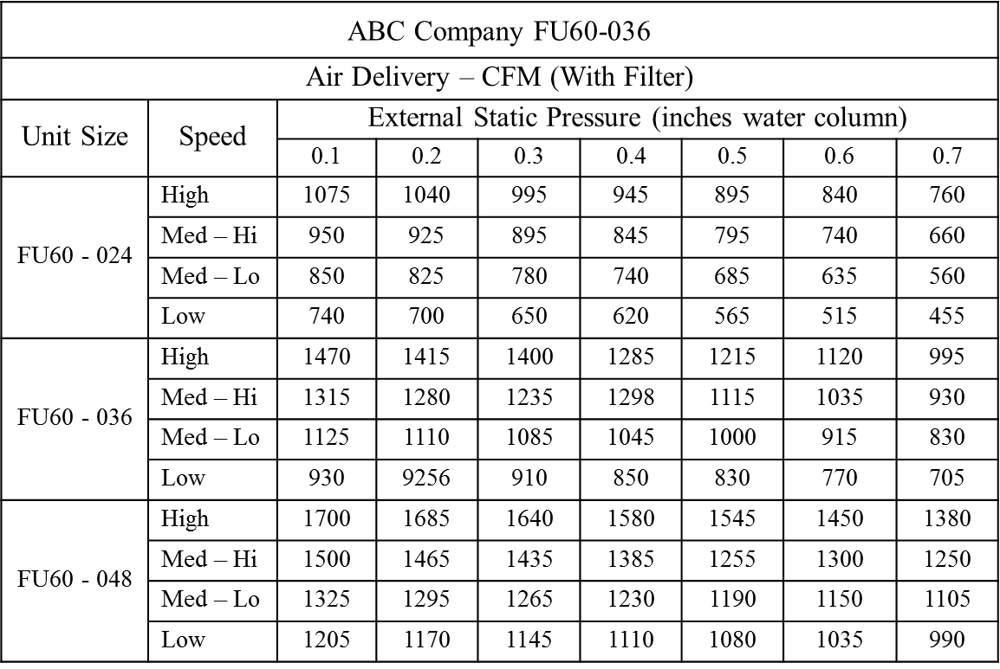 ABC Company FU60-036
Air Delivery – CFM (With Filter)
Unit Size Speed External Static Pressure (inches water column)
0.1 0.2 0.3 0.4 0.5 0.6 0.7
FU60 - 024
High 1075 1040 995 945 895 840 760
Med – Hi 950 925 895 845 795 740 660
Med – Lo 850 825 780 740 685 635 560
Low 740 700 650 620 565 515 455
FU60 - 036
High 1470 1415 1400 1285 1215 1120 995
Med – Hi 1315 1280 1235 1298 1115 1035 930
Med – Lo 1125 1110 1085 1045 1000 915 830
Low 930 9256 910 850 830 770 705
FU60 - 048
High 1700 1685 1640 1580 1545 1450 1380
Med – Hi 1500 1465 1435 1385 1255 1300 1250
Med – Lo 1325 1295 1265 1230 1190 1150 1105
Low 1205 1170 1145 1110 1080 1035 990